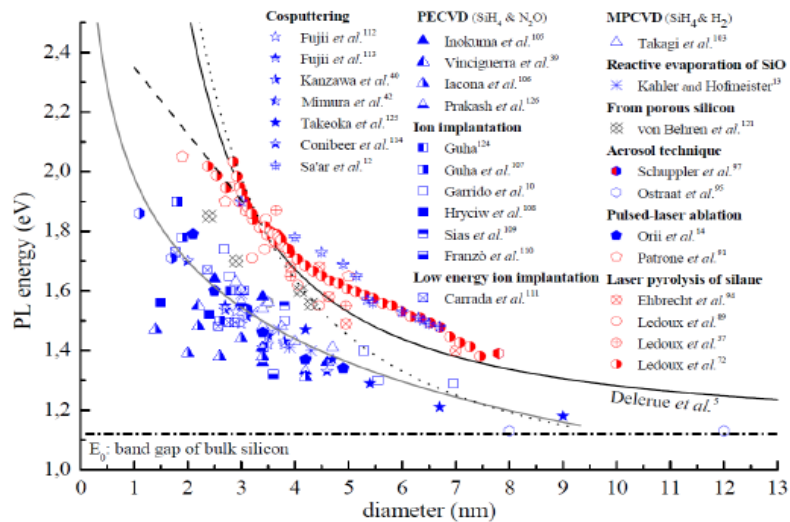 Cosputtering
Fujii et al.112
Fujii et al.113
Kanzawa et al.40
Mimura et al.42
Takeoka et al.125
Conibeer et al.114
Sa'ar et al.12
PECVD (SiH4 & N2O)
Inokuma et al.105
Vinciguerra et al.39
Iacona et al.106
Prakash et al.126
Ion implantation
Guha124
Guha et al.107
Garrido et al.10
Hryciw et al.108
Sias et al.109
Franzò et al.110
Low energy ion implantation
Carrada et al.111
MPCVD (SiH4 & H2)
Takagi et al.103
Reactive evaporation of SiO
Kahler and Hofmeister13
From porous silicon
von Behren et al.121
Aerosol technique
Schuppler et al.97
Ostraat et al.95
Pulsed-laser ablation
Orii et al.14
Patrone et al.91
Laser pyrolysis of silane
Ehbrecht et al.94
Ledoux et al.89
Ledoux et al.37
Ledoux et al.72
Delerue et al.5
E0: band gap of bulk silicon
PL energy (eV)
2,4
2,2
2,0
1,8
1,6
1,4
1,2
1,0
0 1 2 3 4 5 6 7 8 9 10 11 12 13
diameter (nm)